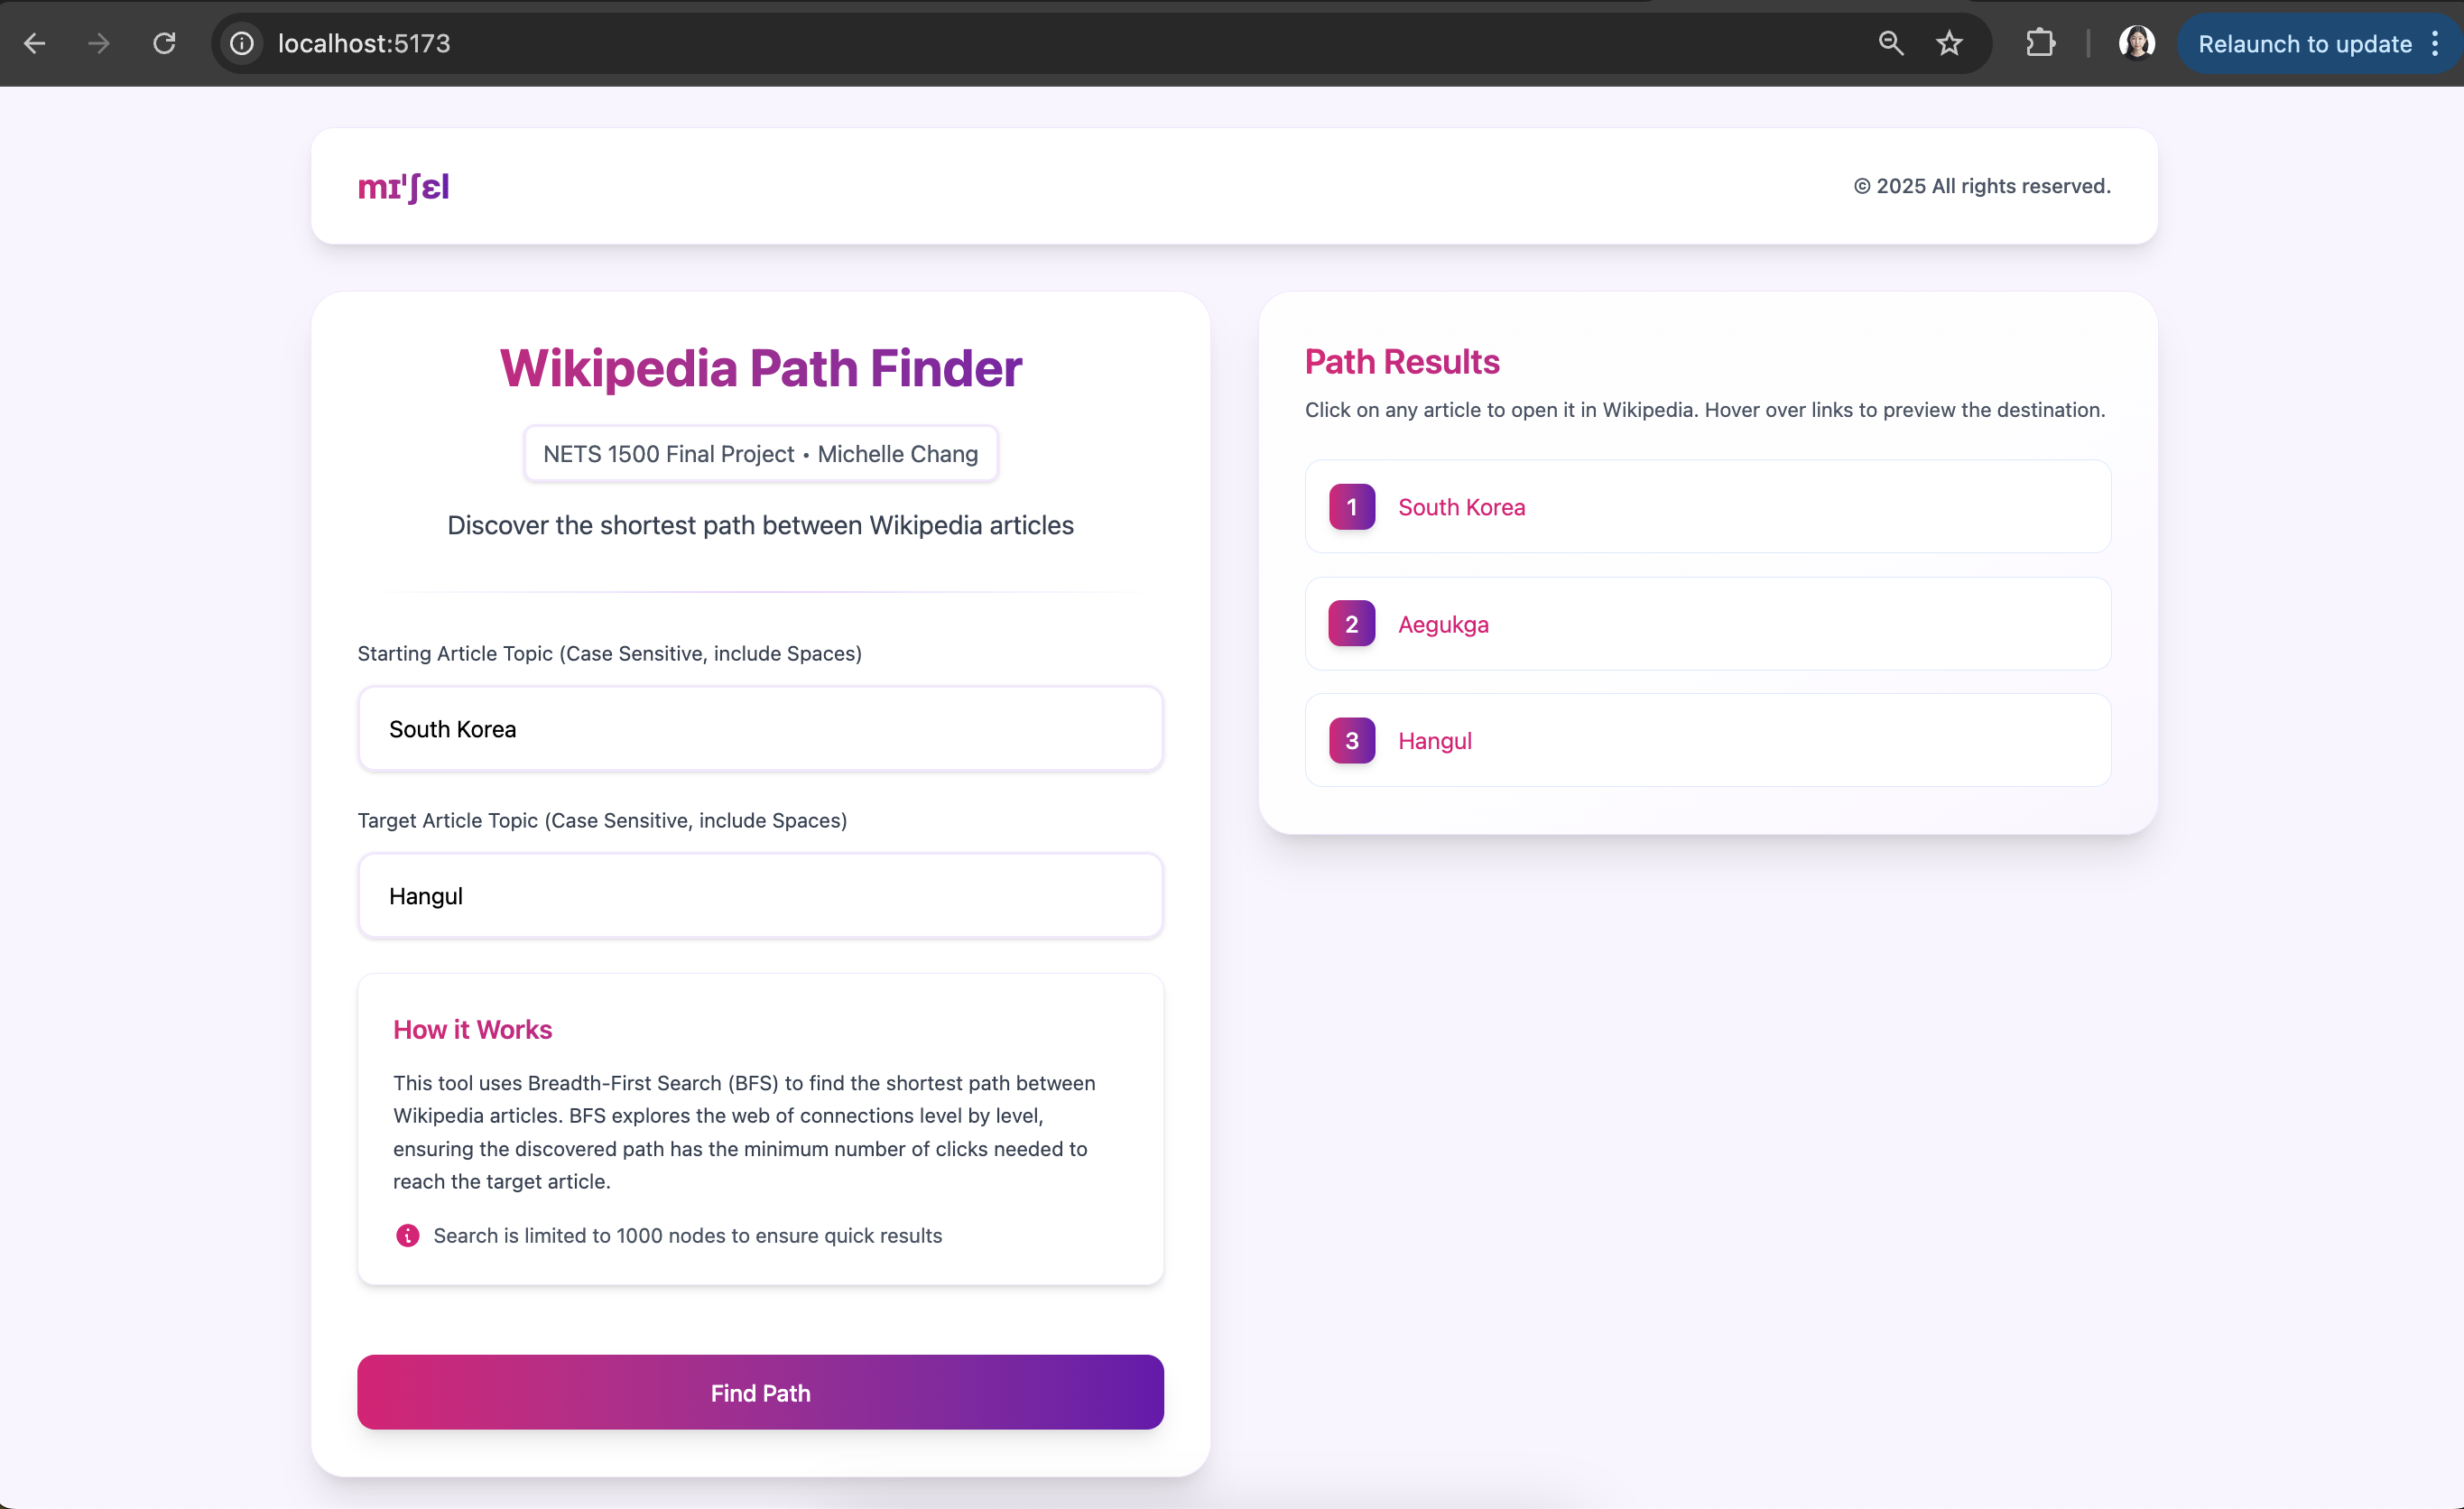 localhost:5173
Relaunch to update
mɪˈʃɛl
© 2025 All rights reserved.
Wikipedia Path Finder
NETS 1500 Final Project • Michelle Chang
Discover the shortest path between Wikipedia articles
Starting Article Topic (Case Sensitive, include Spaces)
South Korea
Target Article Topic (Case Sensitive, include Spaces)
Hangul
How it Works
This tool uses Breadth-First Search (BFS) to find the shortest path between
Wikipedia articles. BFS explores the web of connections level by level,
ensuring the discovered path has the minimum number of clicks needed to
reach the target article.
Search is limited to 1000 nodes to ensure quick results
Find Path
Path Results
Click on any article to open it in Wikipedia. Hover over links to preview the destination.
1 South Korea
2 Aegukga
3 Hangul